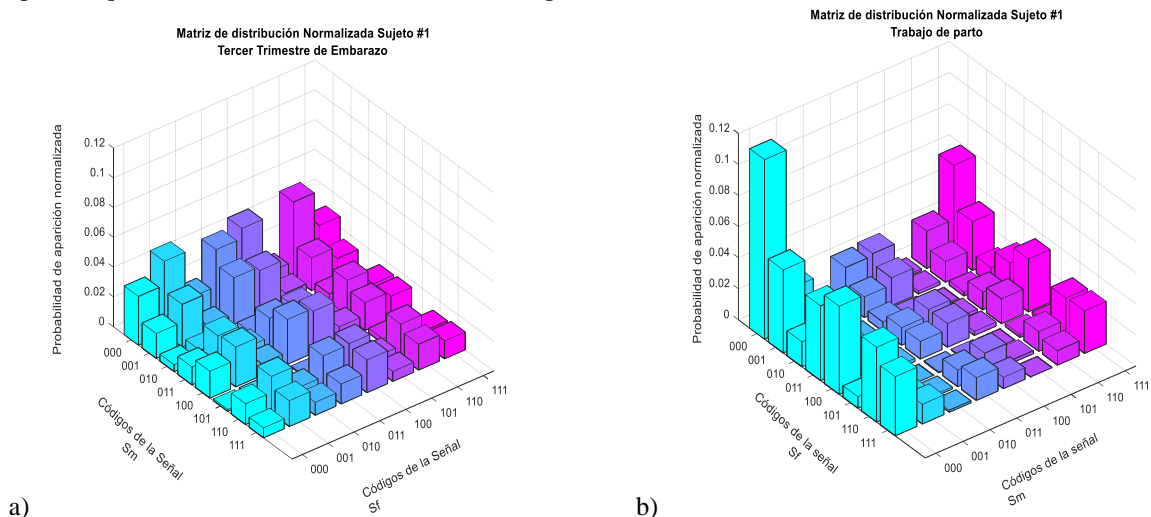 Matriz de distribución Normalizada Sujeto #1
Tercer Trimestre de Embarazo
Probabilidad de aparición normalizada
0.12
0.1
0.08
0.06
0.04
0.02
0
000
001
010
011
100
101
110
111
Códigos de la Señal
Sm
000
001
010
011
100
101
110
111
Códigos de la Señal
Sf
a)
Matriz de distribución Normalizada Sujeto #1
Trabajo de parto
Probabilidad de aparición normalizada
0.12
0.1
0.08
0.06
0.04
0.02
0
000
001
010
011
100
101
110
111
Códigos de la señal
Sf
000
001
010
011
100
101
110
111
Códigos de la señal
Sm
b)